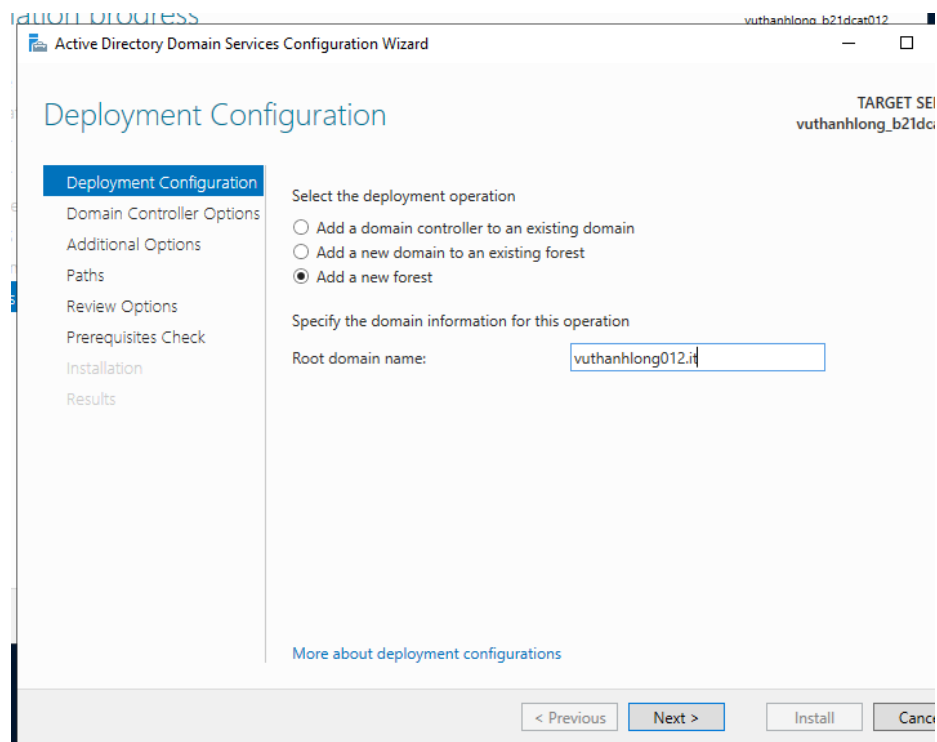 lation progress
vuthanhlong_b21dcat012
Active Directory Domain Services Configuration Wizard
Deployment Configuration
TARGET SE
vuthanhlong_b21dc
Deployment Configuration
Domain Controller Options
Additional Options
Paths
Review Options
Prerequisites Check
Installation
Results
Select the deployment operation
Add a domain controller to an existing domain
Add a new domain to an existing forest
Add a new forest
Specify the domain information for this operation
Root domain name: vuthanhlong012.it
More about deployment configurations
< Previous Next > Install Canc